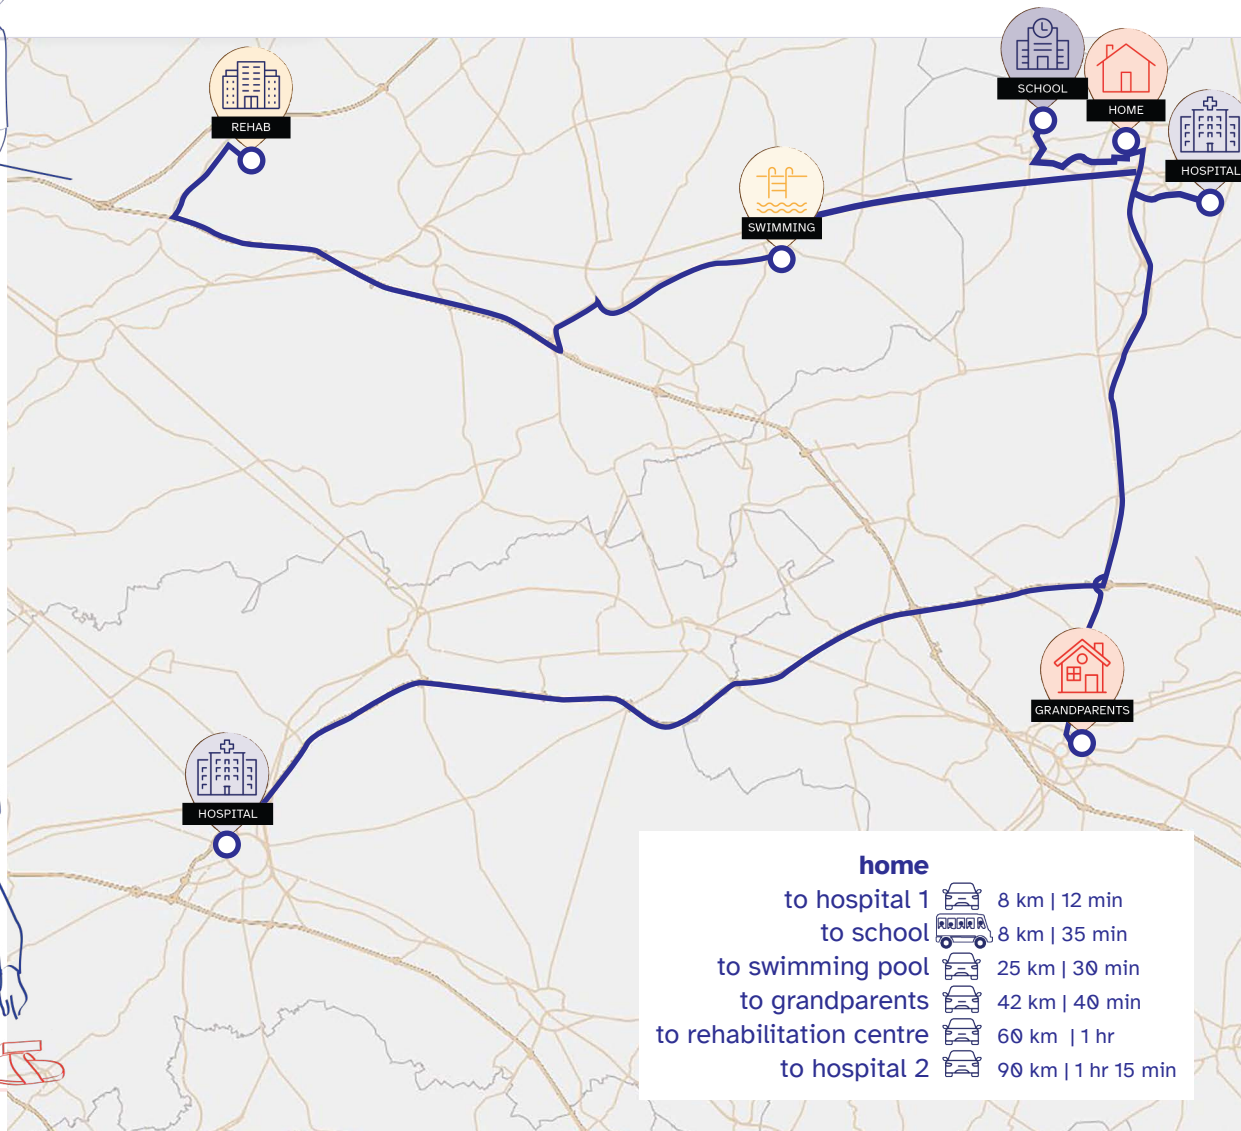 SCHOOL
HOME
REHAB
HOSPITAL
SWIMMING
GRANDPARENTS
HOSPITAL
home
to hospital 1 8 km | 12 min
to school 8 km | 35 min
to swimming pool 25 km | 30 min
to grandparents 42 km | 40 min
to rehabilitation centre 60 km | 1 hr
to hospital 2 90 km | 1 hr 15 min